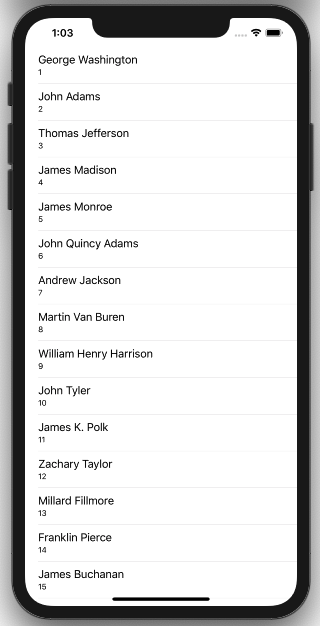 1:03
George Washington
1
John Adams
2
Thomas Jefferson
3
James Madison
4
James Monroe
5
John Quincy Adams
6
Andrew Jackson
7
Martin Van Buren
8
William Henry Harrison
9
John Tyler
10
James K. Polk
11
Zachary Taylor
12
Millard Fillmore
13
Franklin Pierce
14
James Buchanan
15